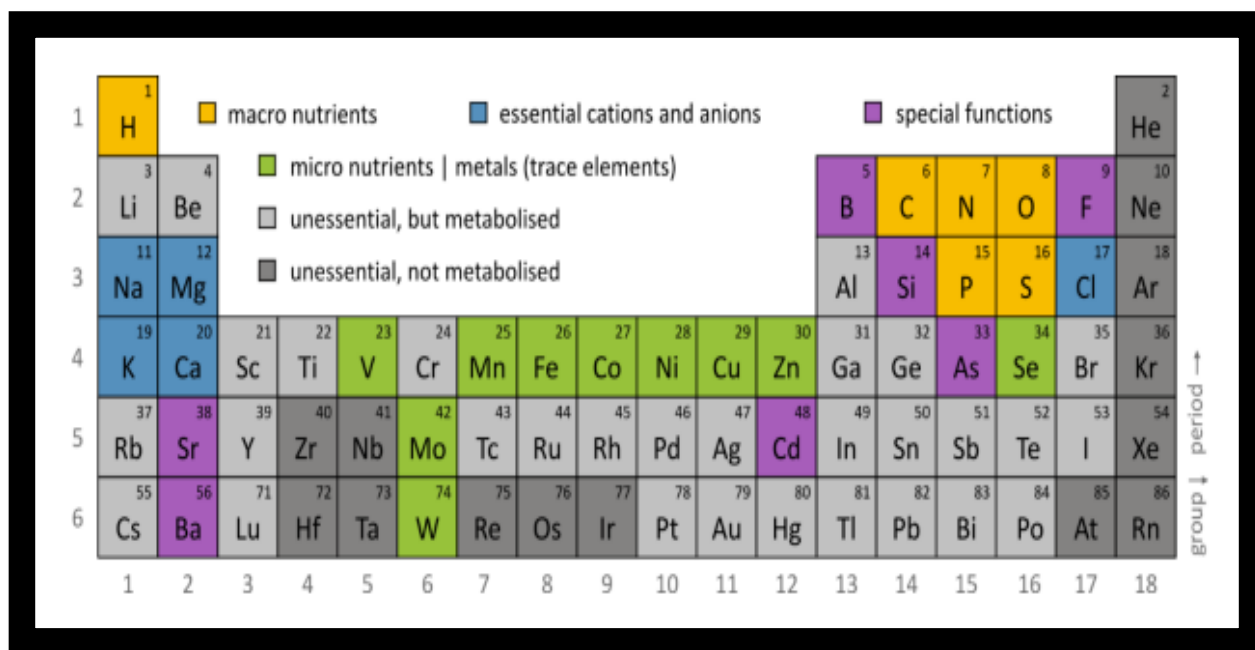 1 H
macro nutrients
essential cations and anions
special functions
2 He
1
micro nutrients | metals (trace elements)
3 Li 4 Be
5 B 6 C 7 N 8 O 9 F 10 Ne
2
unessential, but metabolised
unessential, not metabolised
11 Na 12 Mg
13 Al 14 Si 15 P 16 S 17 Cl 18 Ar
3
19 K 20 Ca 21 Sc 22 Ti 23 V 24 Cr 25 Mn 26 Fe 27 Co 28 Ni 29 Cu 30 Zn 31 Ga 32 Ge 33 As 34 Se 35 Br 36 Kr
4
37 Rb 38 Sr 39 Y 40 Zr 41 Nb 42 Mo 43 Tc 44 Ru 45 Rh 46 Pd 47 Ag 48 Cd 49 In 50 Sn 51 Sb 52 Te 53 I 54 Xe
5
55 Cs 56 Ba 71 Lu 72 Hf 73 Ta 74 W 75 Re 76 Os 77 Ir 78 Pt 79 Au 80 Hg 81 Tl 82 Pb 83 Bi 84 Po 85 At 86 Rn
6
1 2 3 4 5 6 7 8 9 10 11 12 13 14 15 16 17 18
group ↑ period →